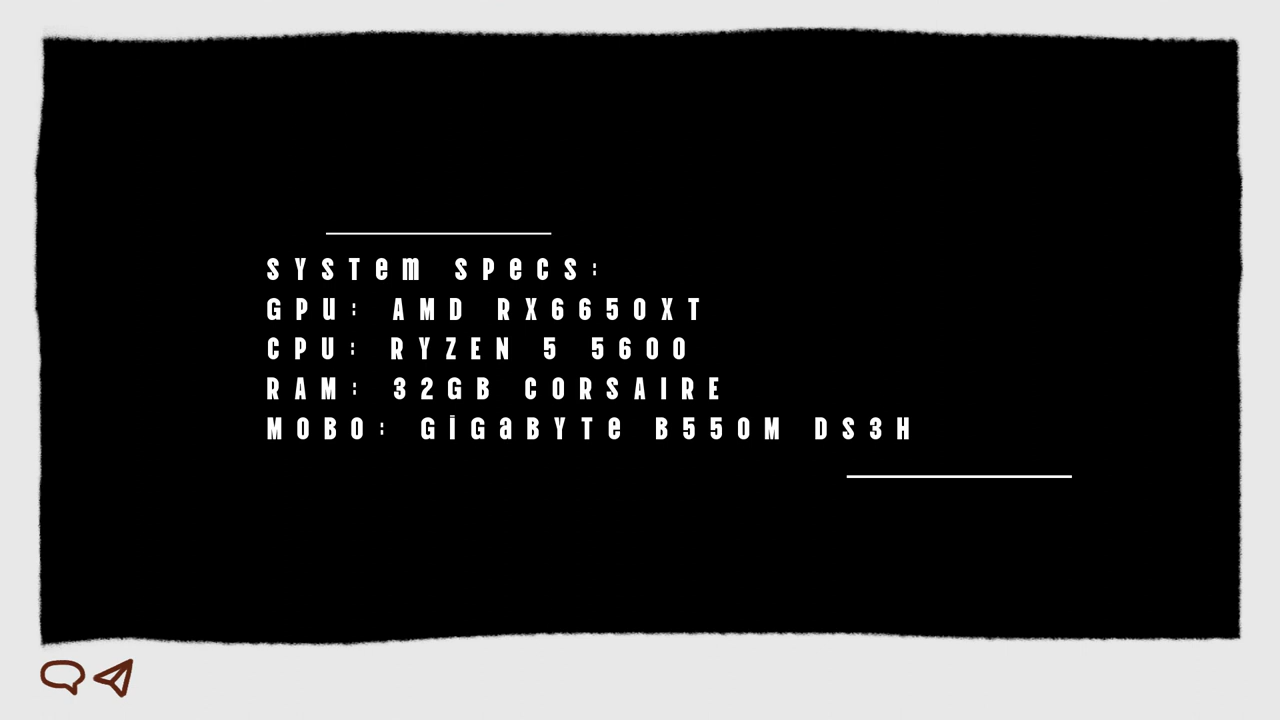 system specs:
GPU: AMD RX6650XT
CPU: RYZEN 5 5600
RAM: 32GB CORSAIRE
MOBO: GiGaBYTe B550M DS3H